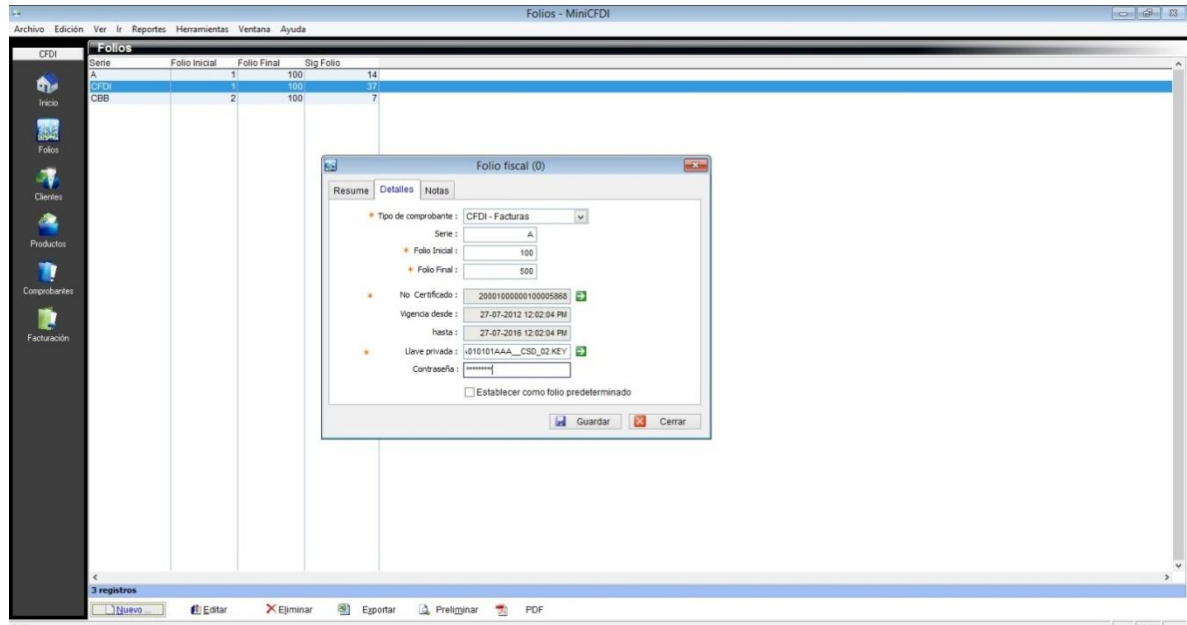 Folios - MiniCFDI
Archivo Edición Ver Ir Reportes Herramientas Ventana Ayuda
CFDI
Folios
Serie Folio Inicial Folio Final Sig Folio
A 1 100 14
CFDI 1 100 37
CBB 2 100 7
Inicio
Folios
Clientes
Productos
Comprobantes
Facturación
Folio fiscal (0)
Resume Detalles Notas
* Tipo de comprobante : CFDI - Facturas
Serie : A
* Folio Inicial : 100
* Folio Final : 500
* No Certificado : 20001000000100005868
Vigencia desde : 27-07-2012 12:02:04 PM
hasta : 27-07-2016 12:02:04 PM
* Llave privada : 010101AAA__CSD_02.KEY
Contraseña : ********
Establecer como folio predeterminado
Guardar Cerrar
3 registros
Nuevo ... Editar Eliminar Exportar Preliminar PDF